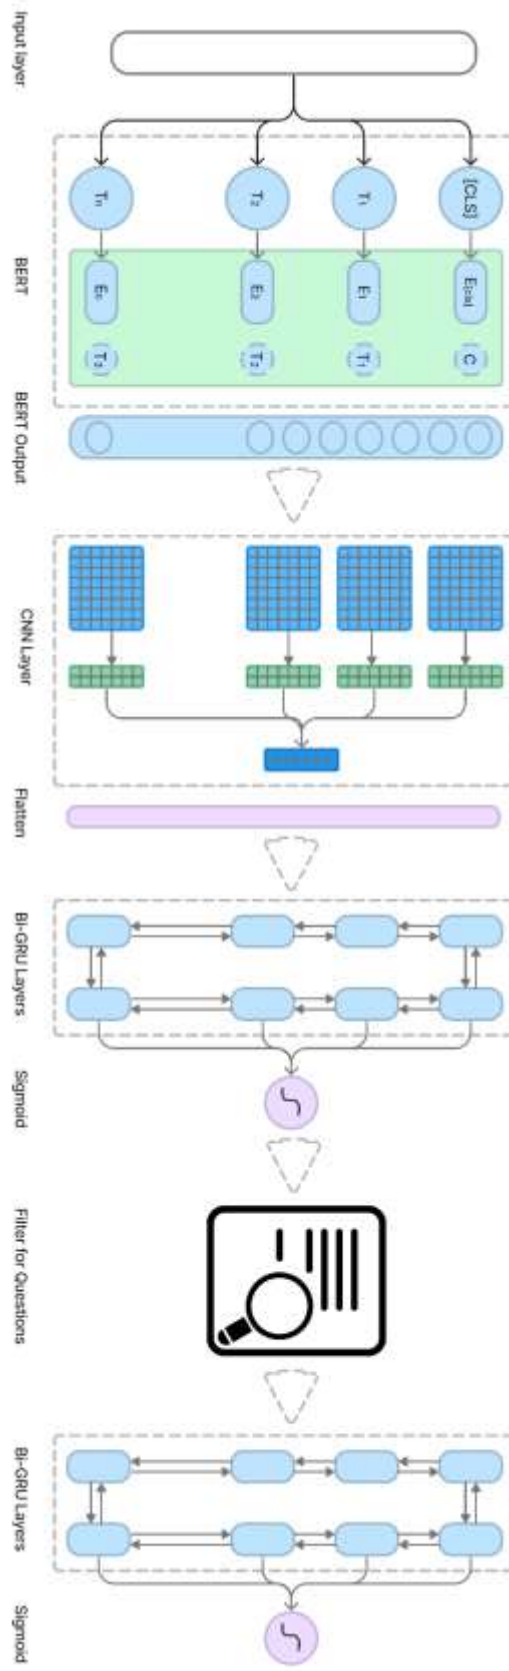 Input layer
[CLS]
T₁
T₂
Tₙ
BERT
E[cls]
E₁
E₂
C
T₁
T₂
BERT Output
CNN Layer
Flatten
Bi-GRU Layers
Sigmoid
Filter for Questions
Bi-GRU Layers
Sigmoid